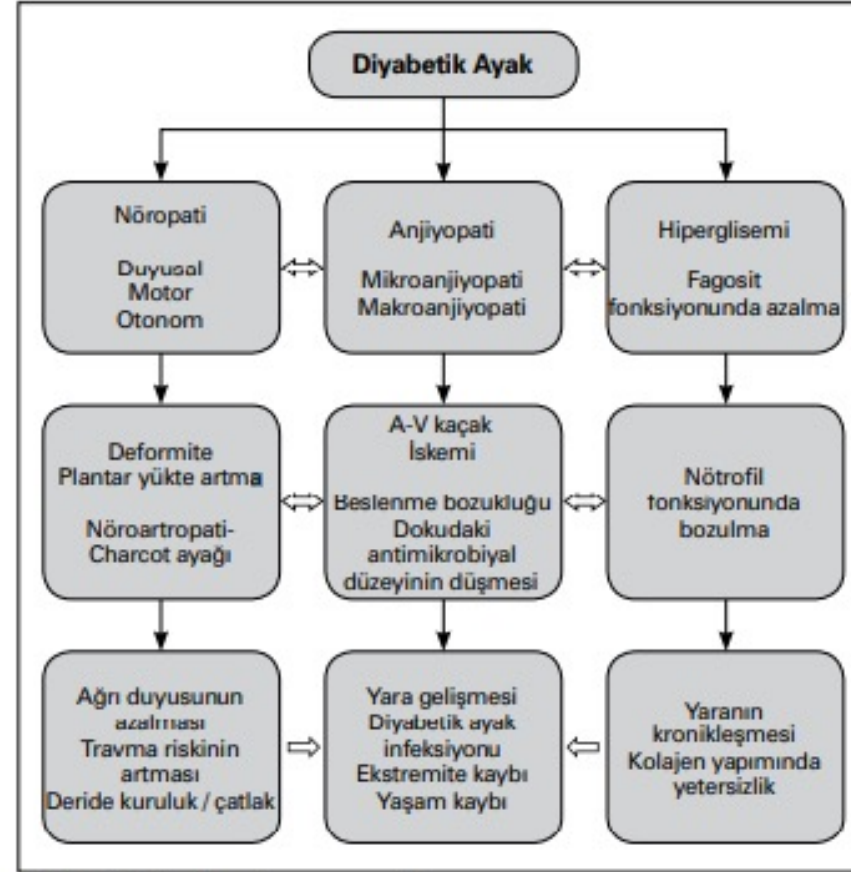 Diyabetik Ayak
Nöropati
Duyusal
Motor
Otonom
Anjiyopati
Mikroanjiyopati
Makroanjiyopati
Hiperglisemi
Fagosit
fonksiyonunda azalma
Deformite
Plantar yükte artma
Nöroartropati-
Charcot ayağı
A-V kaçak
İskemi
Beslenme bozukluğu
Dokudaki
antimikrobiyal
düzeyinin düşmesi
Nötrofil
fonksiyonunda
bozulma
Ağrı duyusunun
azalması
Travma riskinin
artması
Deride kuruluk / çatlak
Yara gelişmesi
Diyabetik ayak
infeksiyonu
Ekstremite kaybı
Yaşam kaybı
Yaranın
kronikleşmesi
Kolajen yapımında
yetersizlik